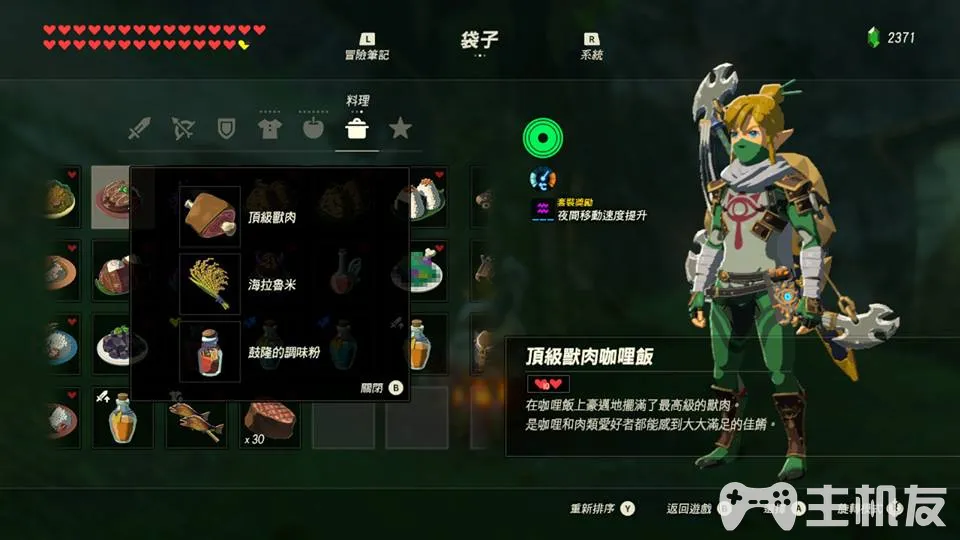 L
冒險筆記
袋子
R
系統
2371
料理
頂級獸肉
海拉魯米
鼓隆的調味粉
關閉 B
x 30
套裝獎勵
夜間移動速度提升
頂級獸肉咖哩飯
在咖哩飯上豪邁地擺滿了最高級的獸肉。
是咖哩和肉類愛好者都能感到大大滿足的佳餚。
重新排序 Y
返回遊戲
選擇 A
主机友